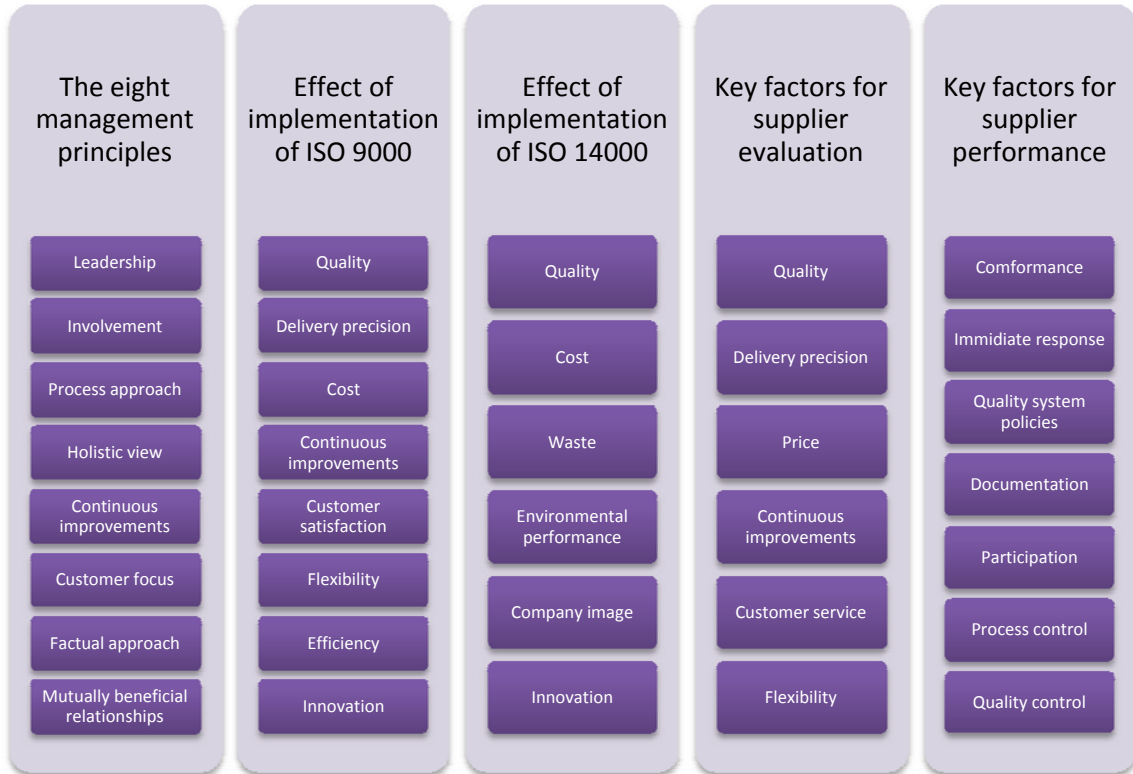 The eight
management
principles
Leadership
Involvement
Process approach
Holistic view
Continuous
improvements
Customer focus
Factual approach
Mutually beneficial
relationships
Effect of
implementation
of ISO 9000
Quality
Delivery precision
Cost
Continuous
improvements
Customer
satisfaction
Flexibility
Efficiency
Innovation
Effect of
implementation
of ISO 14000
Quality
Cost
Waste
Environmental
performance
Company image
Innovation
Key factors for
supplier
evaluation
Quality
Delivery precision
Price
Continuous
improvements
Customer service
Flexibility
Key factors for
supplier
performance
Comformance
Immidiate response
Quality system
policies
Documentation
Participation
Process control
Quality control